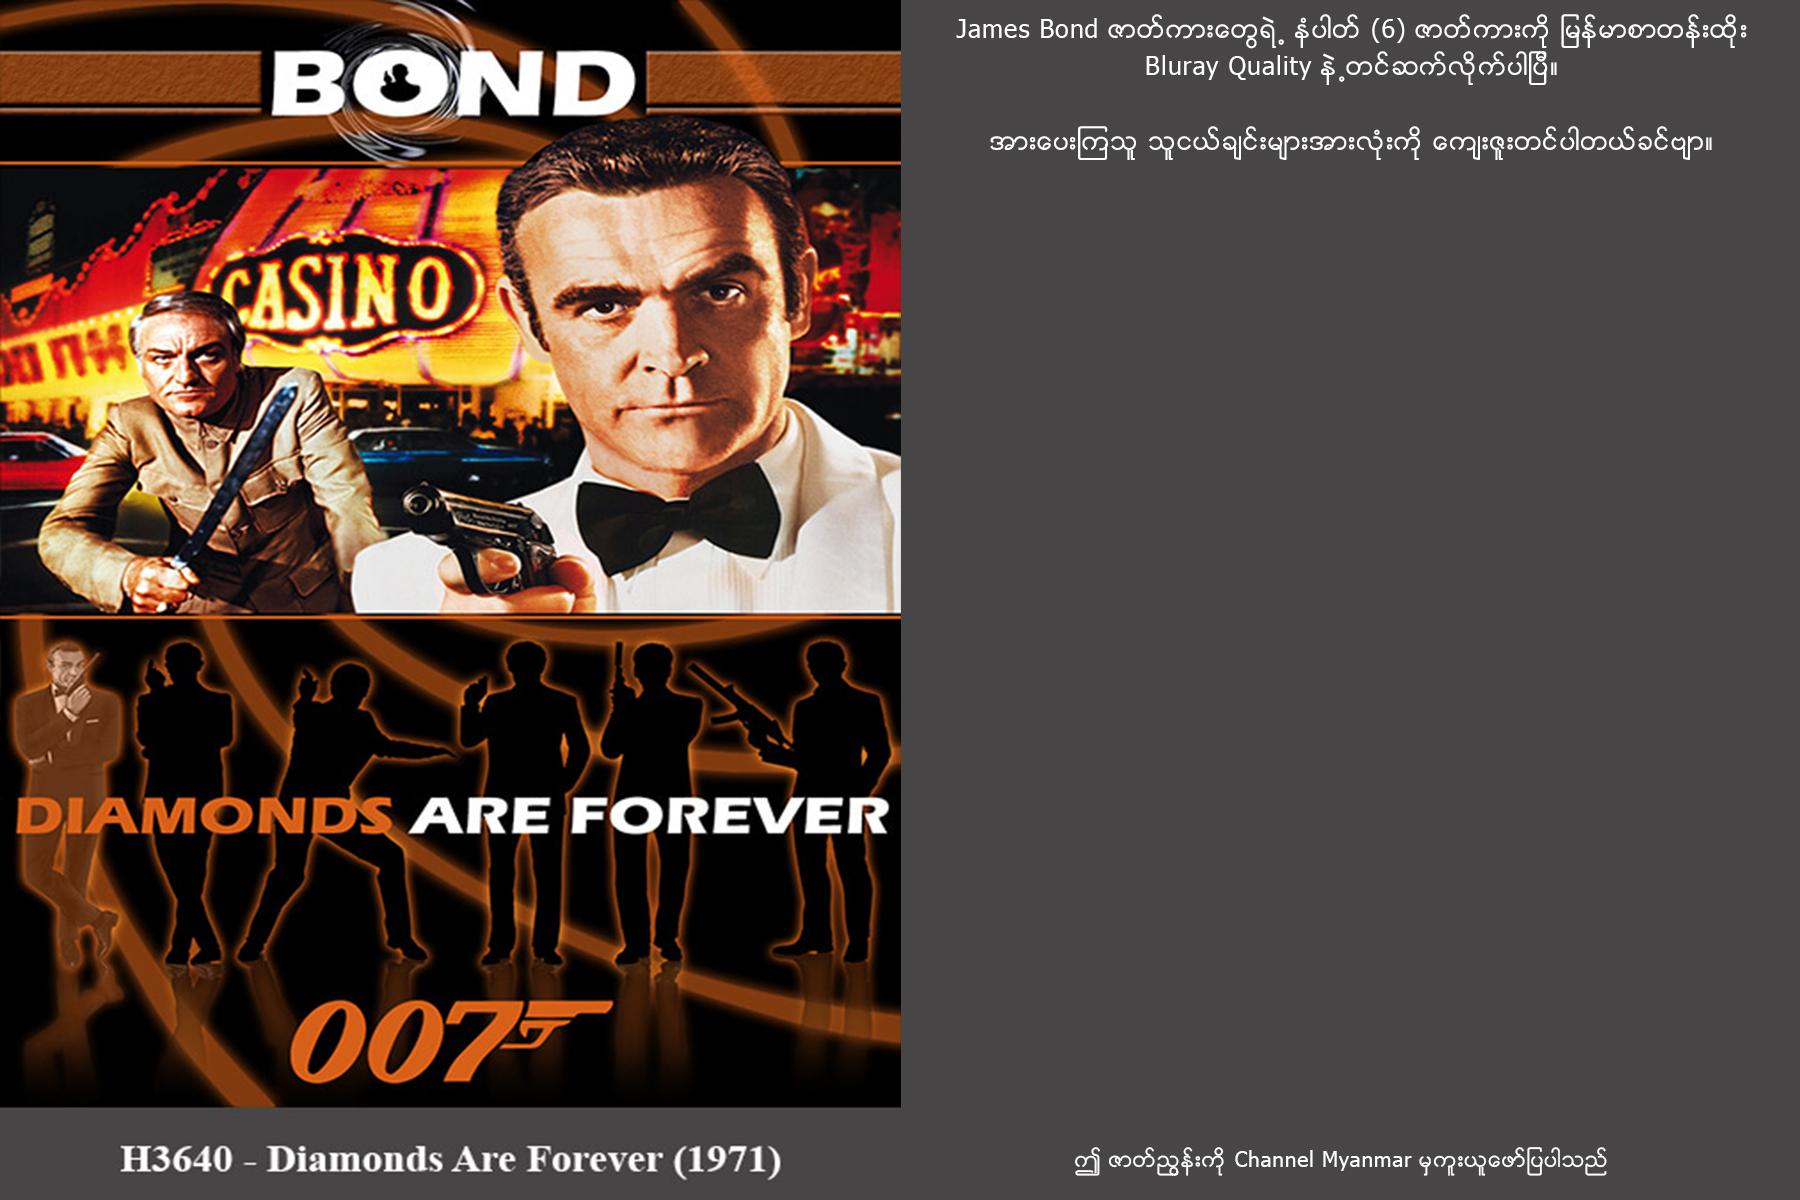 BOND
CASINO
DIAMONDS ARE FOREVER
007
H3640 - Diamonds Are Forever (1971)
James Bond ဇာတ်ကားတွေရဲ့ နံပါတ် (6) ဇာတ်ကားကို မြန်မာစာတန်းထိုး
Bluray Quality နဲ့တင်ဆက်လိုက်ပါပြီ။
အားပေးကြသူ သူငယ်ချင်းများအားလုံးကို ကျေးဇူးတင်ပါတယ်ခင်ဗျာ။
ဤ ဇာတ်ညွှန်းကို Channel Myanmar မှကူးယူဖော်ပြပါသည်